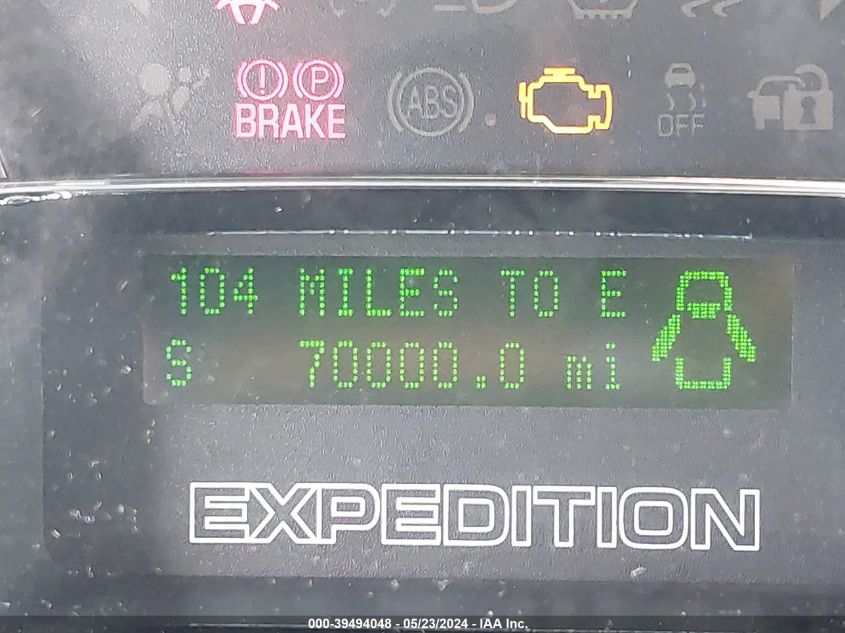 (!) (P)
BRAKE
ABS
OFF
104 MILES TO E
S 70000.0 mi
EXPEDITION
000-39494048 - 05/23/2024 - IAA Inc.